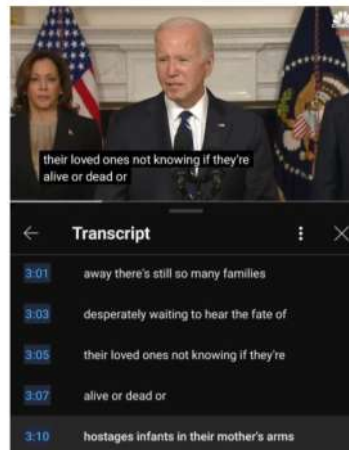 their loved ones not knowing if they're
alive or dead or
Transcript
3:01 away there's still so many families
3:03 desperately waiting to hear the fate of
3:05 their loved ones not knowing if they're
3:07 alive or dead or
3:10 hostages infants in their mother's arms